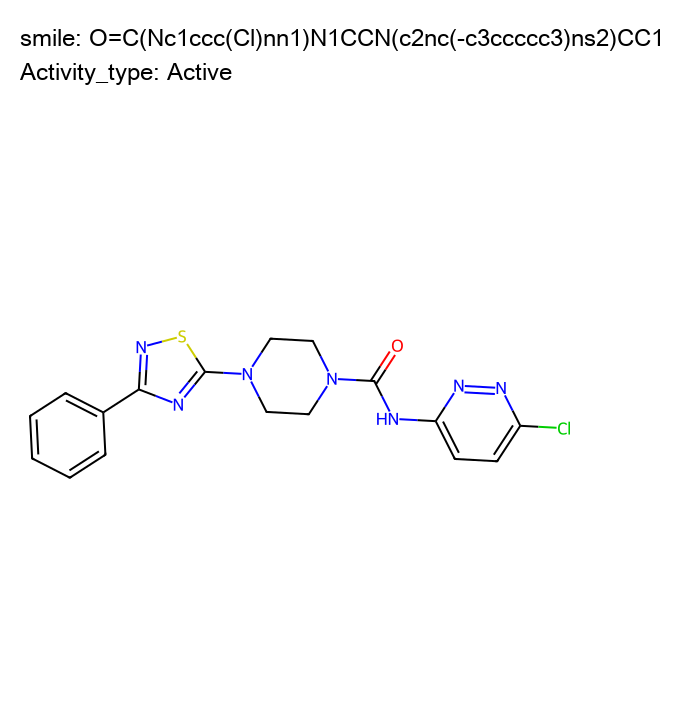 smile: O=C(Nc1ccc(Cl)nn1)N1CCN(c2nc(-c3ccccc3)ns2)CC1
Activity_type: Active
S
N
N
N
N
O
HN
N
N
Cl